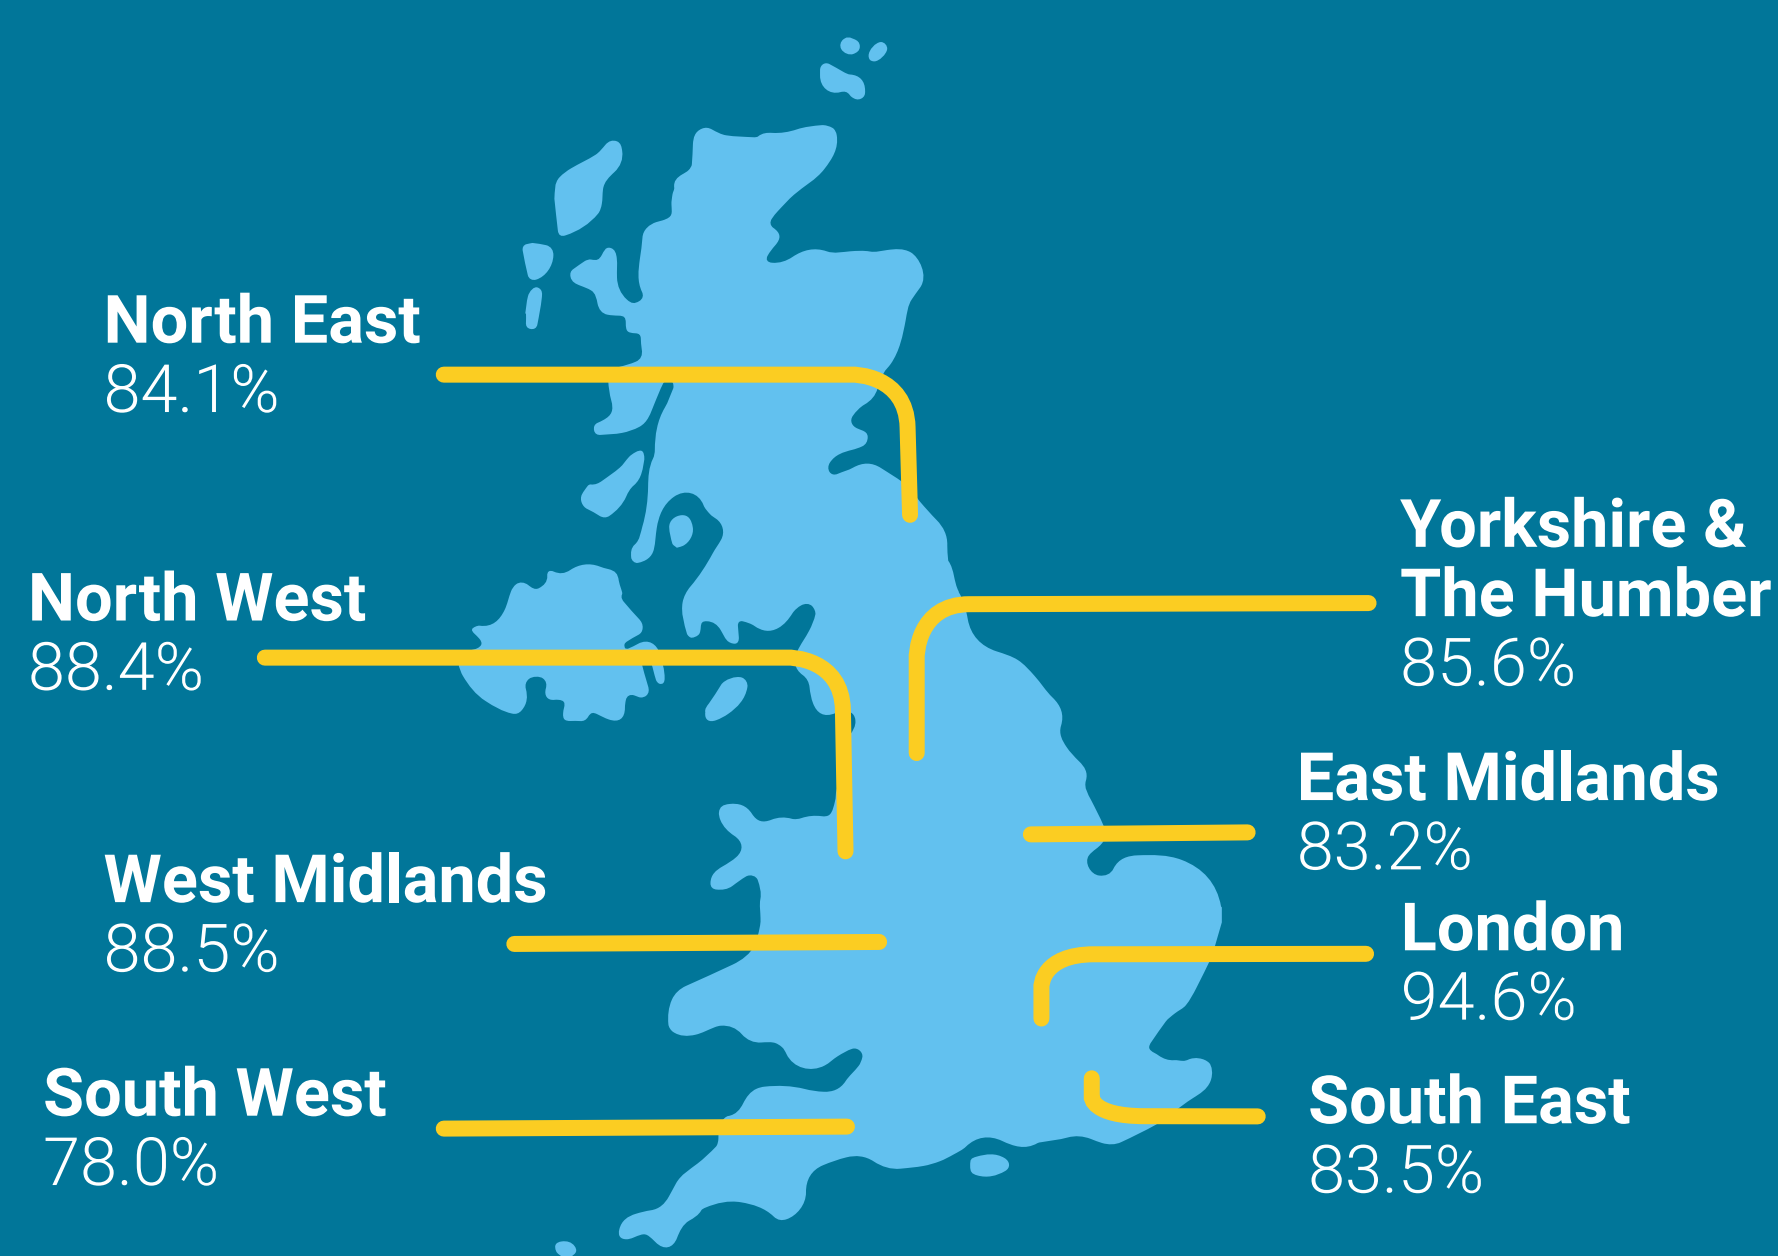 North East
84.1%
North West
88.4%
West Midlands
88.5%
South West
78.0%
Yorkshire &
The Humber
85.6%
East Midlands
83.2%
London
94.6%
South East
83.5%